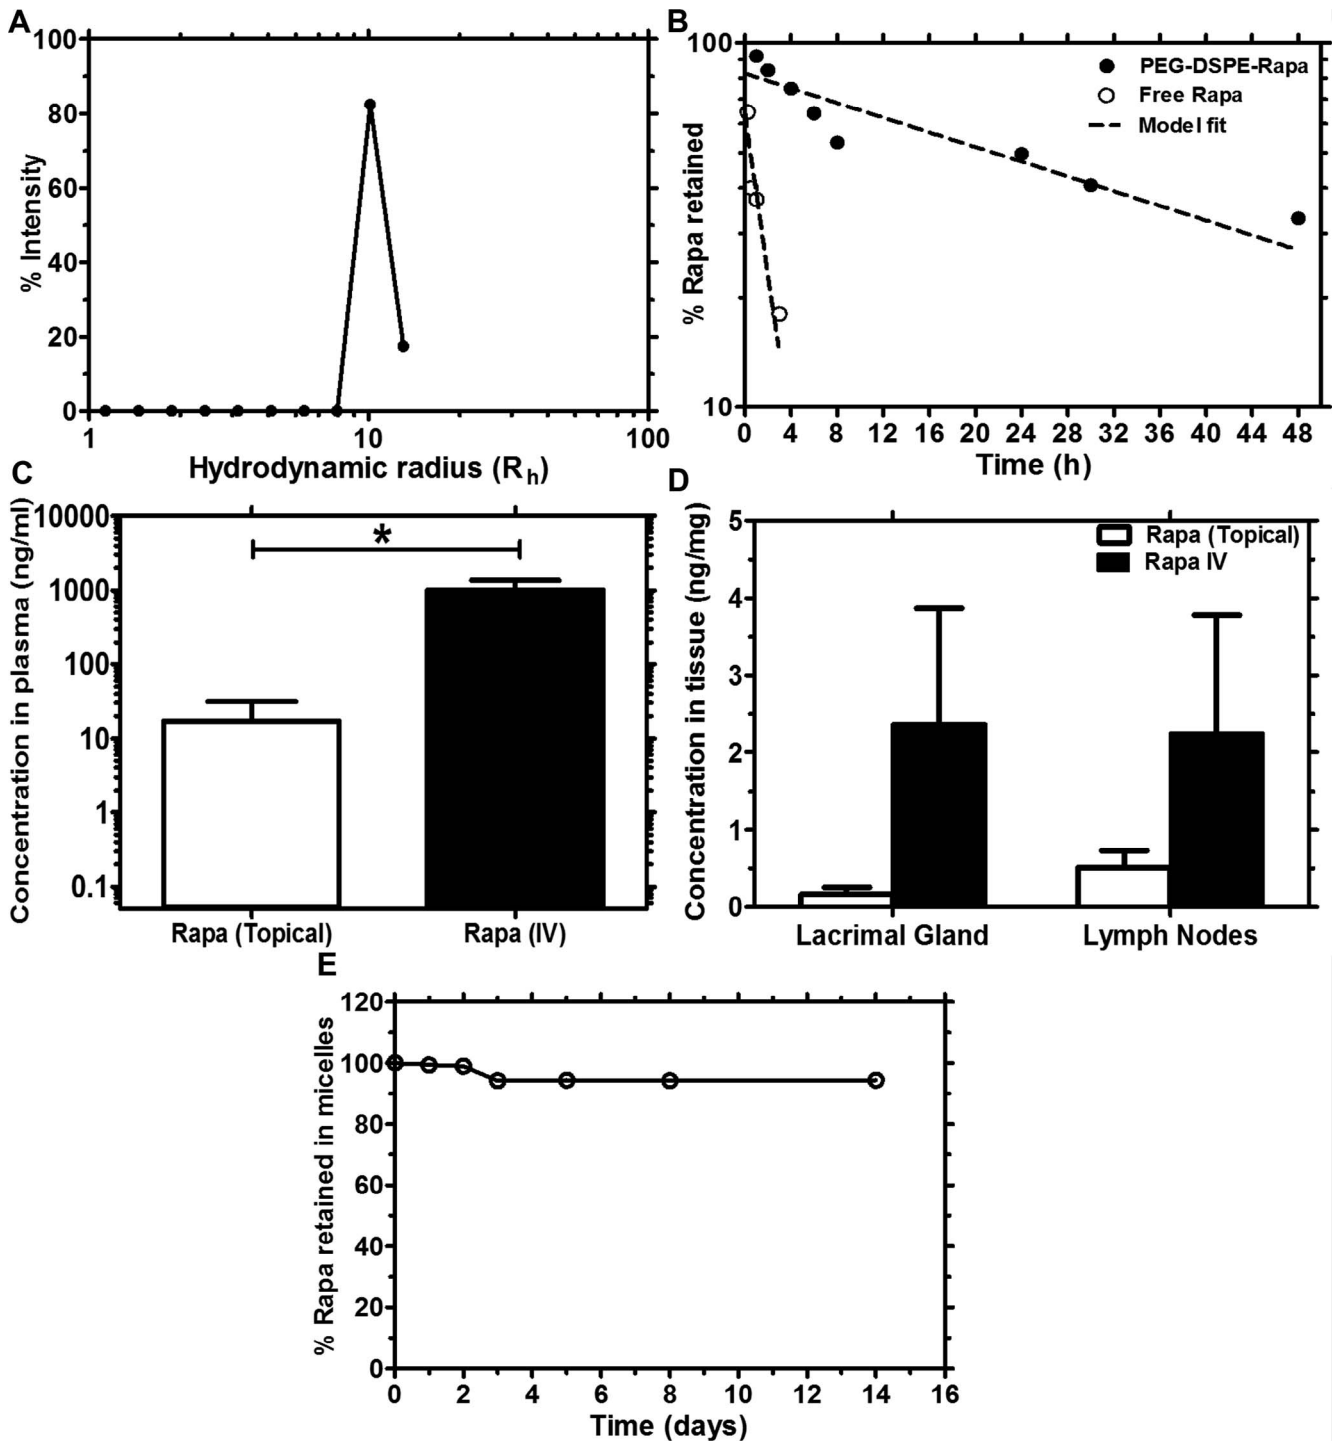 A
% Intensity
100
80
60
40
20
0
1 10 100
Hydrodynamic radius (Rh)
B
% Rapa retained
100
10
PEG-DSPE-Rapa
Free Rapa
Model fit
0 4 8 12 16 20 24 28 32 36 40 44 48
Time (h)
C
Concentration in plasma (ng/ml)
10000
1000
100
10
1
0.1
*
Rapa (Topical) Rapa (IV)
D
Concentration in tissue (ng/mg)
5
4
3
2
1
0
Rapa (Topical)
Rapa IV
Lacrimal Gland Lymph Nodes
E
% Rapa retained in micelles
120
100
80
60
40
20
0
0 2 4 6 8 10 12 14 16
Time (days)